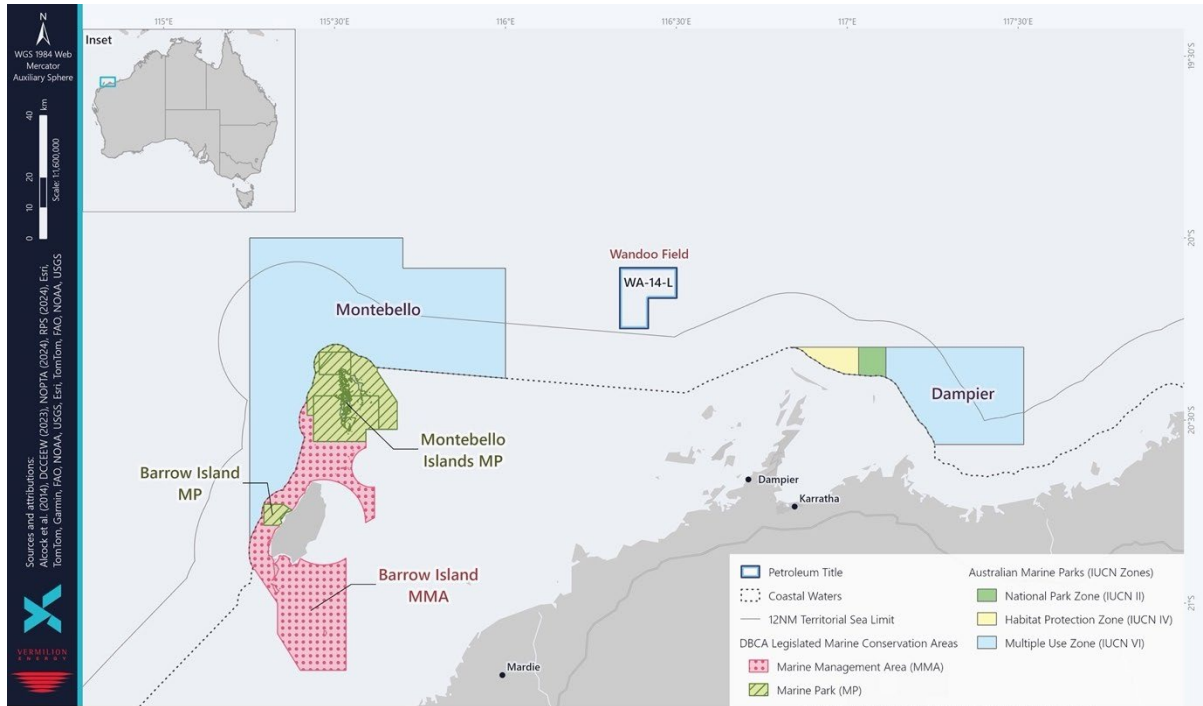 N
WGS 1984 Web
Mercator
Auxiliary Sphere
km
40
20
10
0
Scale: 1:1,600,000
Sources and attributions:
Alcock et al. (2014), DCCEEW (2023), NOPTA (2024), RPS (2024), Esri,
TomTom, Garmin, FAO, NOAA, USGS, Esri, TomTom, FAO, NOAA, USGS
VERMILION
ENERGY
Inset
115°E
115°30'E
116°E
116°30'E
117°E
117°30'E
19°30'S
20°S
20°30'S
21°S
Wandoo Field
WA-14-L
Montebello
Dampier
Montebello
Islands MP
Barrow Island
MP
Barrow Island
MMA
Dampier
Karratha
Mardie
Petroleum Title
Coastal Waters
12NM Territorial Sea Limit
DBCA Legislated Marine Conservation Areas
Marine Management Area (MMA)
Marine Park (MP)
Australian Marine Parks (IUCN Zones)
National Park Zone (IUCN II)
Habitat Protection Zone (IUCN IV)
Multiple Use Zone (IUCN VI)